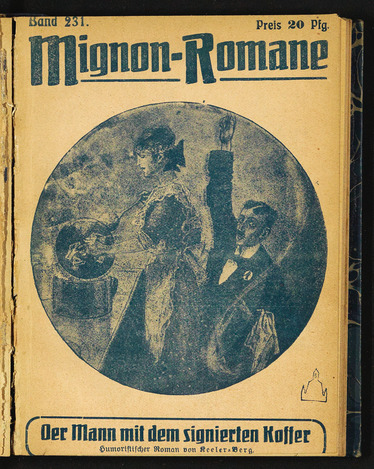 Band 231.
Preis 20 Pfg.
Mignon-Romane
Der Mann mit dem signierten Koffer
Humoristischer Roman von Keeler-Berg.